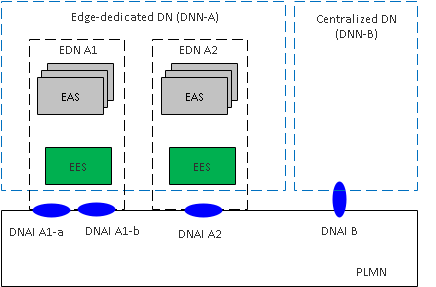 Edge-dedicated DN (DNN-A)
Centralized DN
(DNN-B)
EDN A1
EDN A2
EAS
EAS
EES
EES
DNAI A1-a
DNAI A1-b
DNAI A2
DNAI B
PLMN